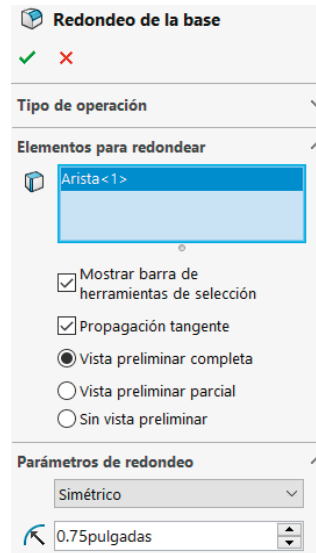 Redondeo de la base
Tipo de operación
Elementos para redondear
Arista<1>
Mostrar barra de
herramientas de selección
Propagación tangente
Vista preliminar completa
Vista preliminar parcial
Sin vista preliminar
Parámetros de redondeo
Simétrico
0.75pulgadas